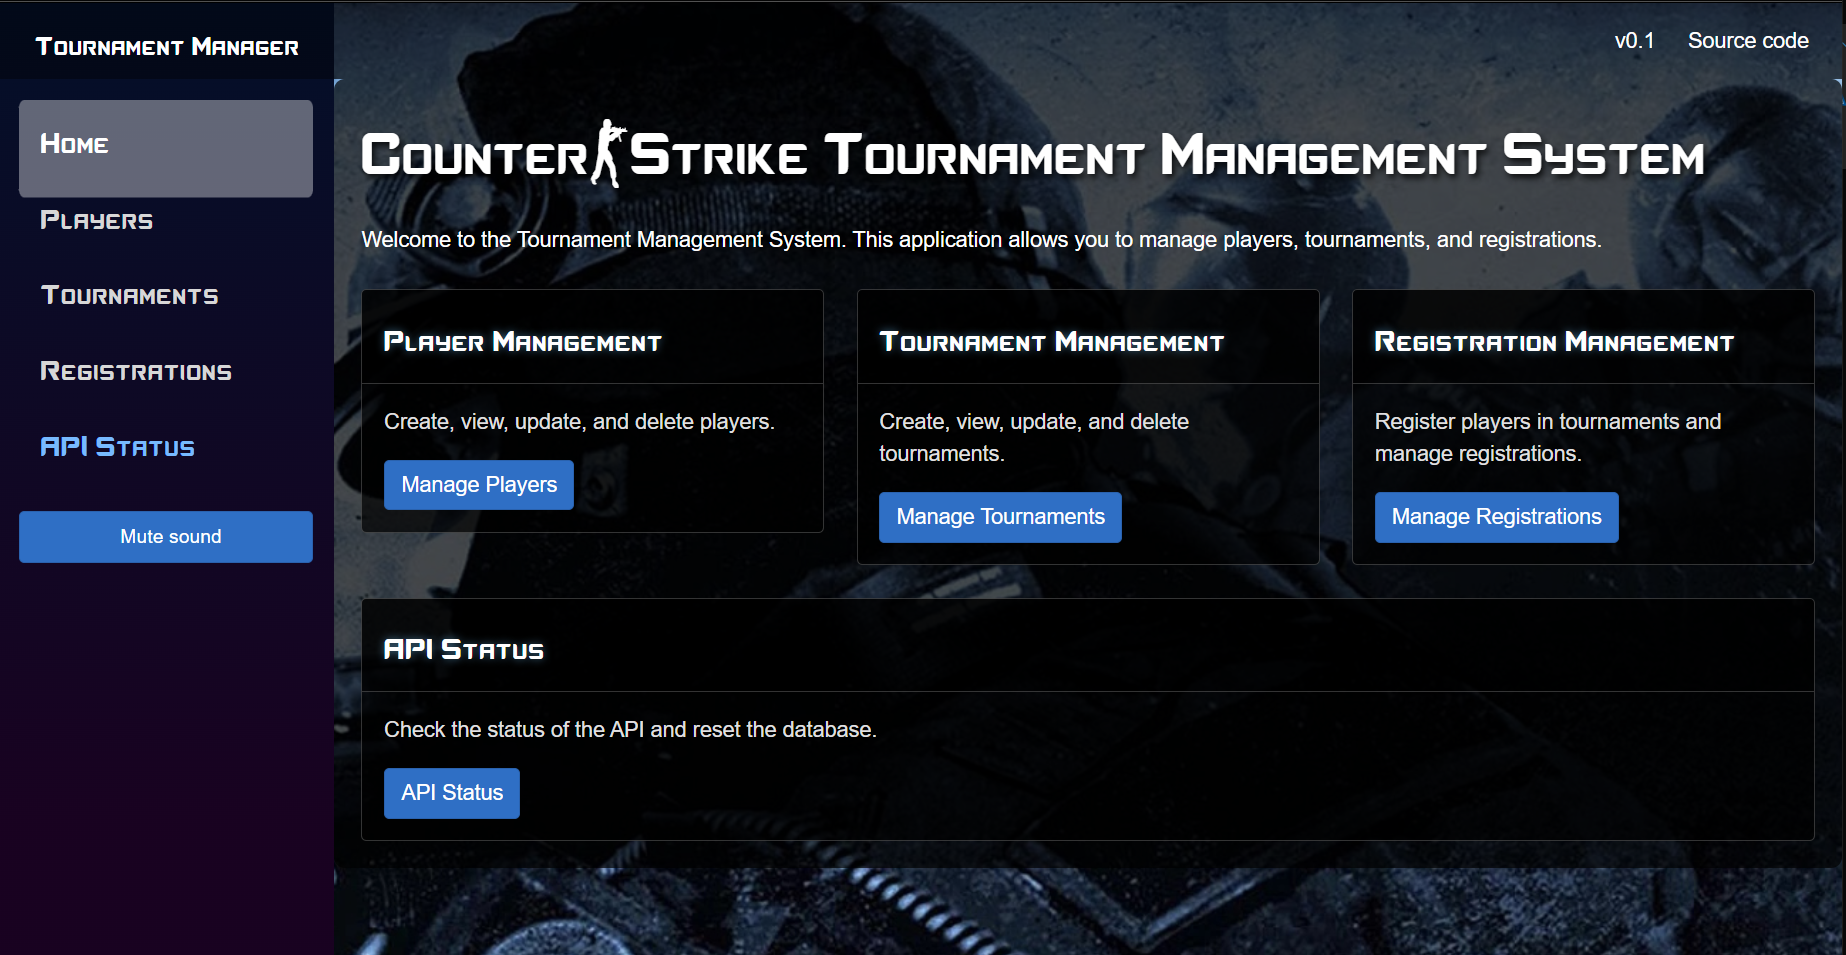 Tournament Manager
v0.1 Source code
Home
Players
Tournaments
Registrations
API Status
Mute sound
Counter Strike Tournament Management System
Welcome to the Tournament Management System. This application allows you to manage players, tournaments, and registrations.
Player Management
Create, view, update, and delete players.
Manage Players
Tournament Management
Create, view, update, and delete
tournaments.
Manage Tournaments
Registration Management
Register players in tournaments and
manage registrations.
Manage Registrations
API Status
Check the status of the API and reset the database.
API Status